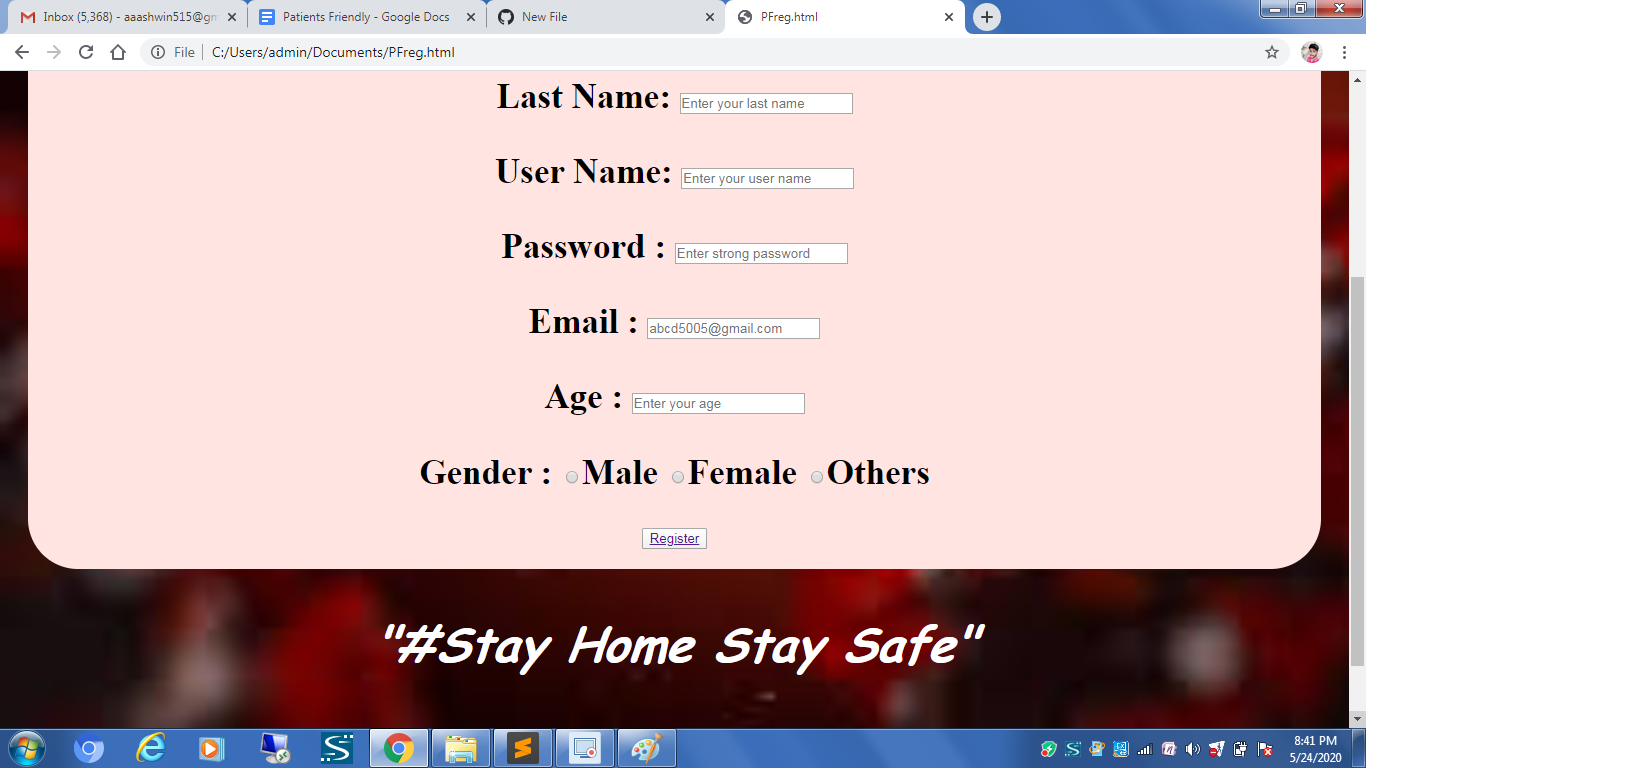 Inbox (5,368) - aaashwin515@gm
Patients Friendly - Google Docs
New File
PFreg.html
File
C:/Users/admin/Documents/PFreg.html
Last Name: Enter your last name
User Name: Enter your user name
Password : Enter strong password
Email : abcd5005@gmail.com
Age : Enter your age
Gender : Male Female Others
Register
"#Stay Home Stay Safe"
8:41 PM
5/24/2020